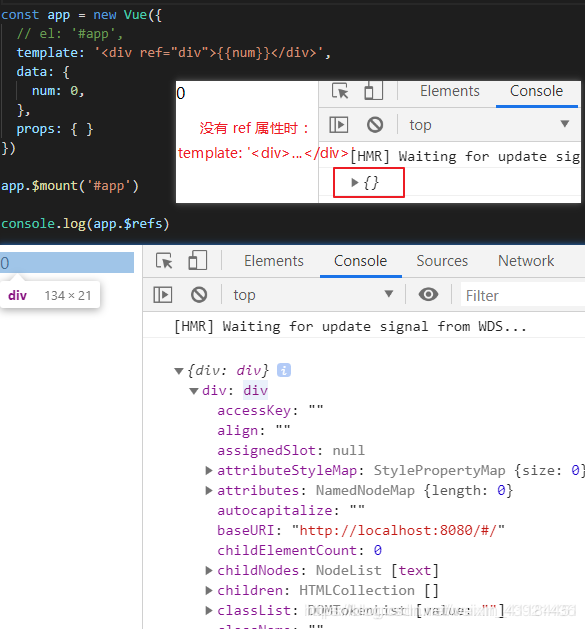 const app = new Vue({
  // el: '#app',
  template: '<div ref="div">{{num}}</div>',
  data: {
    num: 0,
  },
  props: { }
})
app.$mount('#app')
console.log(app.$refs)
0
没有 ref 属性时：
template: '<div>...</div>'
Elements Console
top
[HMR] Waiting for update sig
{}
0
div 134 × 21
Elements Console Sources Network
top Filter
[HMR] Waiting for update signal from WDS...
{div: div} i
div: div
accessKey: ""
align: ""
assignedSlot: null
attributeStyleMap: StylePropertyMap {size: 0}
attributes: NamedNodeMap {length: 0}
autocapitalize: ""
baseURI: "http://localhost:8080/#/"
childElementCount: 0
childNodes: NodeList [text]
children: HTMLCollection []
classList: DOMTokenList [value: ""]
className: ""